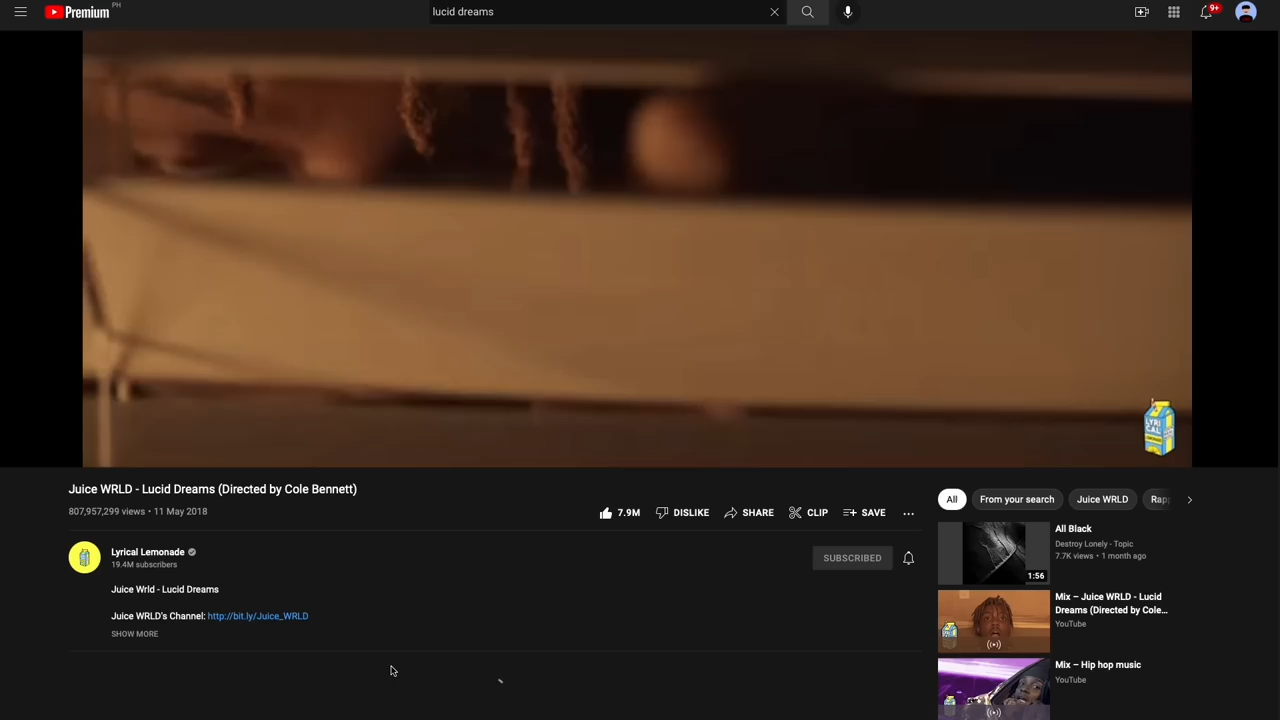 Premium PH
lucid dreams
9+
LYRI
CAL
Juice WRLD - Lucid Dreams (Directed by Cole Bennett)
807,957,299 views • 11 May 2018
7.9M DISLIKE SHARE CLIP SAVE
Lyrical Lemonade
19.4M subscribers
SUBSCRIBED
Juice Wrld - Lucid Dreams
Juice WRLD's Channel: http://bit.ly/Juice_WRLD
SHOW MORE
All From your search Juice WRLD Rap
All Black
Destroy Lonely - Topic
7.7K views • 1 month ago
1:56
Mix – Juice WRLD - Lucid
Dreams (Directed by Cole...
YouTube
Mix – Hip hop music
YouTube